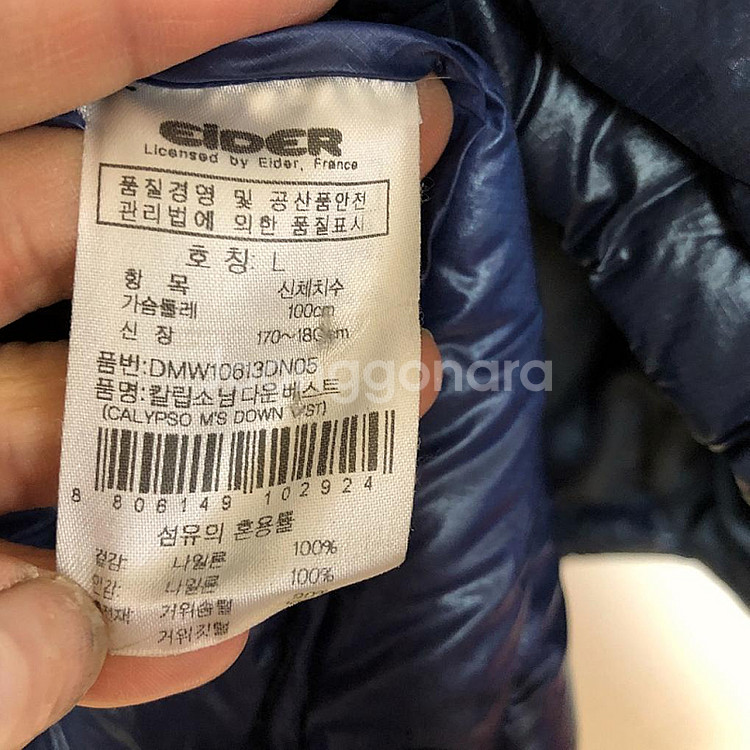 EIDER
Licensed by Eider, France
품질경영 및 공산품안전
관리법에 의한 품질표시
호칭: L
항 목 신체치수
가슴둘레 100cm
신 장 170~180cm
품번:DMW10613DN05
품명:칼립소 남 다운베스트
(CALYPSO M'S DOWN VEST)
8 806149 102924
섬유의 혼용률
겉감: 나일론 100%
안감: 나일론 100%
거위솜털
거위깃털
ggonara